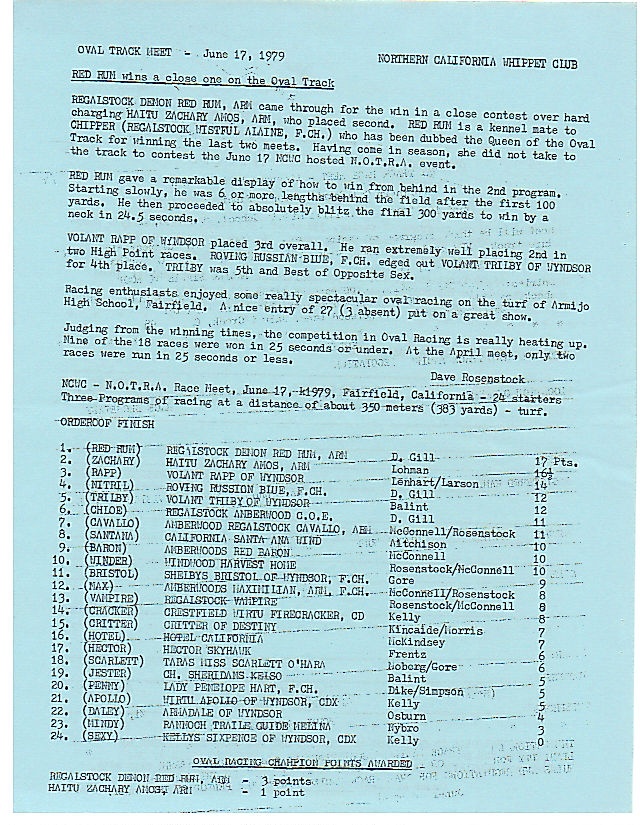 OVAL TRACK MEET - June 17, 1979 NORTHERN CALIFORNIA WHIPPET CLUB
RED RUM wins a close one on the Oval Track
REGALSTOCK DEMON RED RUM, ARM came through for the win in a close contest over hard
charging HAITU ZACHARY AMOS, ARM, who placed second. RED RUM is a kennel mate to
CHIPPER (REGALSTOCK WISTFUL ALAINE, F.CH.) who has been dubbed the Queen of the Oval
Track for winning the last two meets. Having come in season, she did not take to
the track to contest the June 17 NCWC hosted N.O.T.R.A. event.
RED RUM gave a remarkable display of how to win from behind in the 2nd program.
Starting slowly, he was 6 or more lengths behind the field after the first 100
yards. He then proceeded to absolutely blitz the final 300 yards to win by a
neck in 24.5 seconds.
VOLANT RAPP OF WYNDSOR placed 3rd overall. He ran extremely well placing 2nd in
two High Point races. ROVING RUSSIAN BLUE, F.CH. edged out VOLANT TRILBY OF WYNDSOR
for 4th place. TRILBY was 5th and Best of Opposite Sex.
Racing enthusiasts enjoyed some really spectacular oval racing on the turf of Armijo
High School, Fairfield. A nice entry of 27 (3 absent) put on a great show.
Judging from the winning times, the competition in Oval Racing is really heating up.
Nine of the 18 races were won in 25 seconds or under. At the April meet, only two
races were run in 25 seconds or less.
Dave Rosenstock
NCWC - N.O.T.R.A. Race Meet, June 17, 1979, Fairfield, California - 24 starters
Three Programs of racing at a distance of about 350 meters (383 yards) - turf.
ORDEROF FINISH
1. (RED RUM) REGALSTOCK DEMON RED RUM, ARM D. Gill 17 Pts.
2. (ZACHARY) HAITU ZACHARY AMOS, ARM Lohman 16½
3. (RAPP) VOLANT RAPP OF WYNDSOR Lenhart/Larson 14
4. (NITRIL) ROVING RUSSION BLUE, F.CH. D. Gill 12
5. (TRILBY) VOLANT TRILBY OF WYNDSOR Balint 12
6. (CHLOE) REGALSTOCK AMBERWOOD C.O.E. D. Gill 11
7. (CAVALLO) AMBERWOOD REGALSTOCK CAVALLO, ARM McConnell/Rosenstock 11
8. (SANTANA) CALIFORNIA SANTA ANA WIND Aitchison 10
9. (BARON) AMBERWOODS RED BARON McConnell 10
10. (WINDER) WINDWOOD HARVEST HOME Rosenstock/McConnell 10
11. (BRISTOL) SHELBYS BRISTOL OF WYNDSOR, F.CH. Gore 9
12. (MAX) AMBERWOODS MAXIMILIAN, ARM, F.CH. McConnell/Rosenstock 8
13. (VAMPIRE) REGALSTOCK VAMPIRE Rosenstock/McConnell 8
14. (CRACKER) CRESTFIELD WIRTU FIRECRACKER, CD Kelly 8
15. (CRITTER) CRITTER OF DESTINY Kincaide/Norris 7
16. (HOTEL) HOTEL CALIFORNIA McKindsey 7
17. (HECTOR) HECTOR SKYHAWK Frentz 6
18. (SCARLETT) TARAS MISS SCARLETT O'HARA Moberg/Gore 6
19. (JESTER) CH. SHERIDANS KELSO Balint 5
20. (PENNY) LADY PENELOPE HART, F.CH. Dike/Simpson 5
21. (APOLLO) WIRTU APOLLO OF WYNDSOR, CDX Kelly 5
22. (DALEY) ARMADALE OF WYNDSOR Osburn 4
23. (MINDY) RANNOCH TRAILE GUIDE MELINA Nybro 3
24. (SEXY) KELLYS SIXPENCE OF WYNDSOR, CDX Kelly 0
OVAL RACING CHAMPION POINTS AWARDED
REGALSTOCK DEMON RED RUM, ARM - 3 points
HAITU ZACHARY AMOS, ARM - 1 point